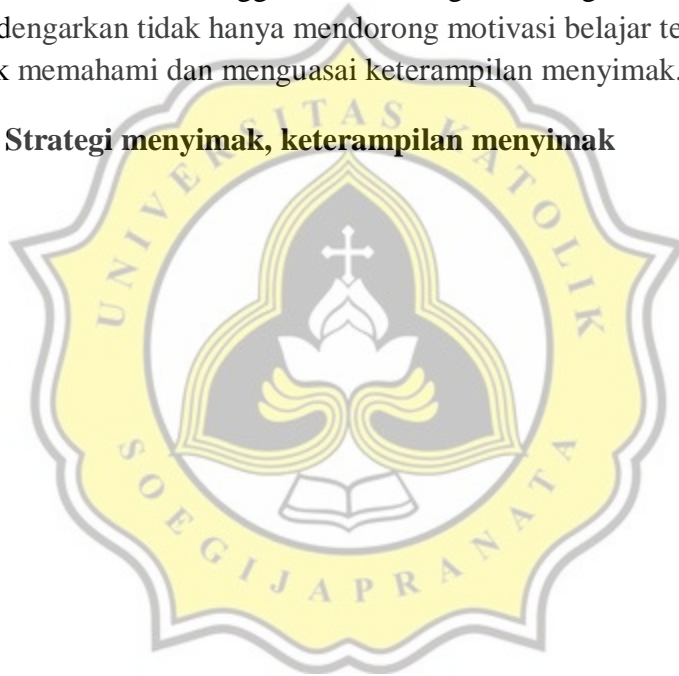 dengarkan tidak hanya mendorong motivasi belajar te
k memahami dan menguasai keterampilan menyimak.
Strategi menyimak, keterampilan menyimak
UNIVERSITAS KATOLIK
SOEGIJAPRANATA